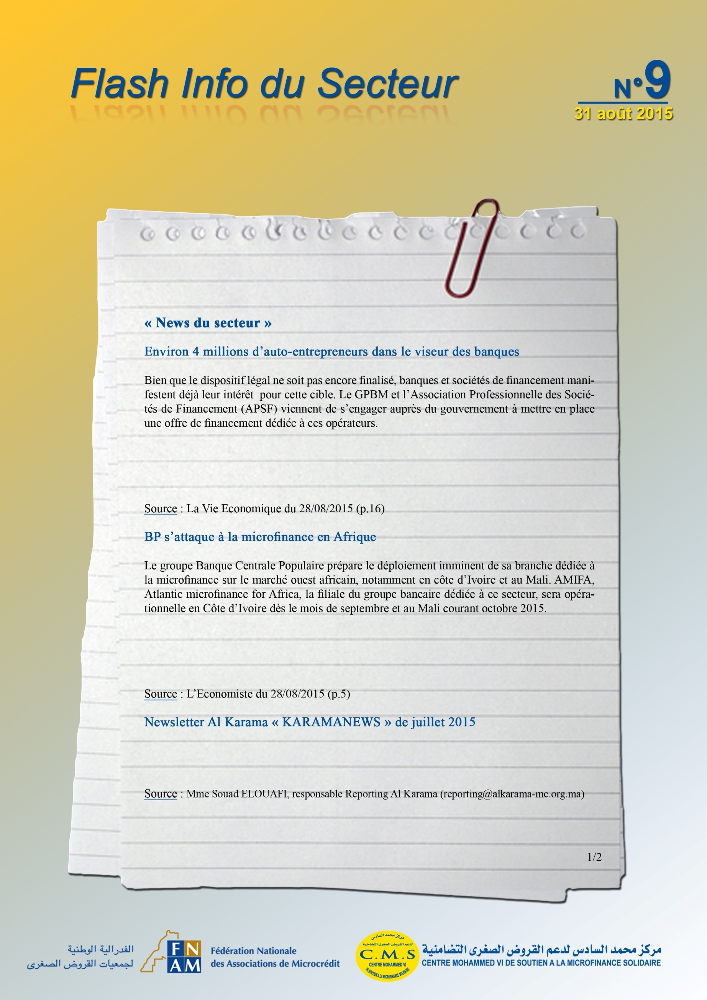 Flash Info du Secteur
N°9
31 août 2015
« News du secteur »
Environ 4 millions d’auto-entrepreneurs dans le viseur des banques
Bien que le dispositif légal ne soit pas encore finalisé, banques et sociétés de financement mani-
festent déjà leur intérêt  pour cette cible. Le GPBM et l’Association Professionnelle des Socié-
tés de Financement (APSF) viennent de s’engager auprès du gouvernement à mettre en place
une offre de financement dédiée à ces opérateurs.
Source : La Vie Economique du 28/08/2015 (p.16)
BP s’attaque à la microfinance en Afrique
Le groupe Banque Centrale Populaire prépare le déploiement imminent de sa branche dédiée à
la microfinance sur le marché ouest africain, notamment en côte d’Ivoire et au Mali. AMIFA,
Atlantic microfinance for Africa, la filiale du groupe bancaire dédiée à ce secteur, sera opéra-
tionnelle en Côte d’Ivoire dès le mois de septembre et au Mali courant octobre 2015.
Source : L’Economiste du 28/08/2015 (p.5)
Newsletter Al Karama « KARAMANEWS » de juillet 2015
Source : Mme Souad ELOUAFI, responsable Reporting Al Karama (reporting@alkarama-mc.org.ma)
1/2
الفدرالية الوطنية
لجمعيات القروض الصغرى
FN
AM
Fédération Nationale
des Associations de Microcrédit
مركز محمد السادس
لدعم القروض الصغرى التضامنية
C.M.S
CENTRE MOHAMMED VI
DE SOUTIEN À LA MICROFINANCE SOLIDAIRE
مركز محمد السادس لدعم القروض الصغرى التضامنية
CENTRE MOHAMMED VI DE SOUTIEN A LA MICROFINANCE SOLIDAIRE